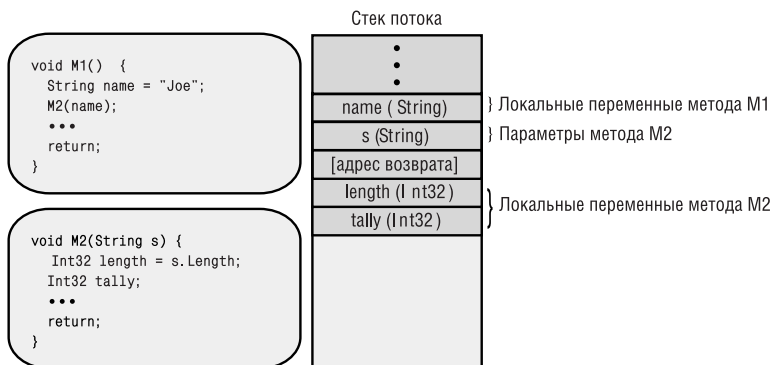 Стек потока
void M1() {
String name = "Joe";
M2(name);
•••
return;
}
name ( String)
} Локальные переменные метода M1
s (String)
} Параметры метода M2
[адрес возврата]
length (I nt32)
tally (Int32)
} Локальные переменные метода M2
void M2(String s) {
Int32 length = s.Length;
Int32 tally;
•••
return;
}